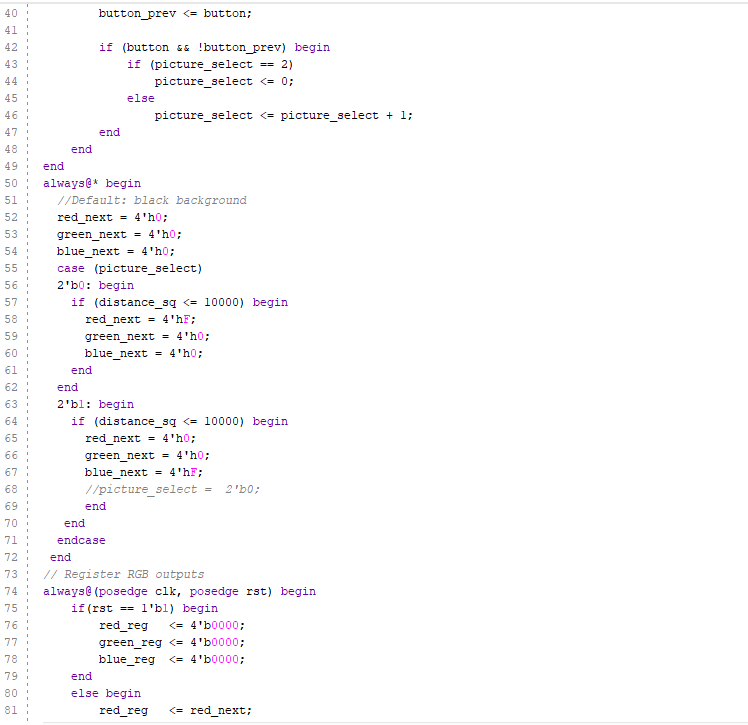 40 button_prev <= button;
41
42 if (button && !button_prev) begin
43 if (picture_select == 2)
44 picture_select <= 0;
45 else
46 picture_select <= picture_select + 1;
47 end
48 end
49 end
50 always@* begin
51 //Default: black background
52 red_next = 4'h0;
53 green_next = 4'h0;
54 blue_next = 4'h0;
55 case (picture_select)
56 2'b0: begin
57 if (distance_sq <= 10000) begin
58 red_next = 4'hF;
59 green_next = 4'h0;
60 blue_next = 4'h0;
61 end
62 end
63 2'b1: begin
64 if (distance_sq <= 10000) begin
65 red_next = 4'h0;
66 green_next = 4'h0;
67 blue_next = 4'hF;
68 //picture_select =  2'b0;
69 end
70 end
71 endcase
72 end
73 // Register RGB outputs
74 always@(posedge clk, posedge rst) begin
75 if(rst == 1'b1) begin
76 red_reg   <= 4'b0000;
77 green_reg <= 4'b0000;
78 blue_reg  <= 4'b0000;
79 end
80 else begin
81 red_reg   <= red_next;